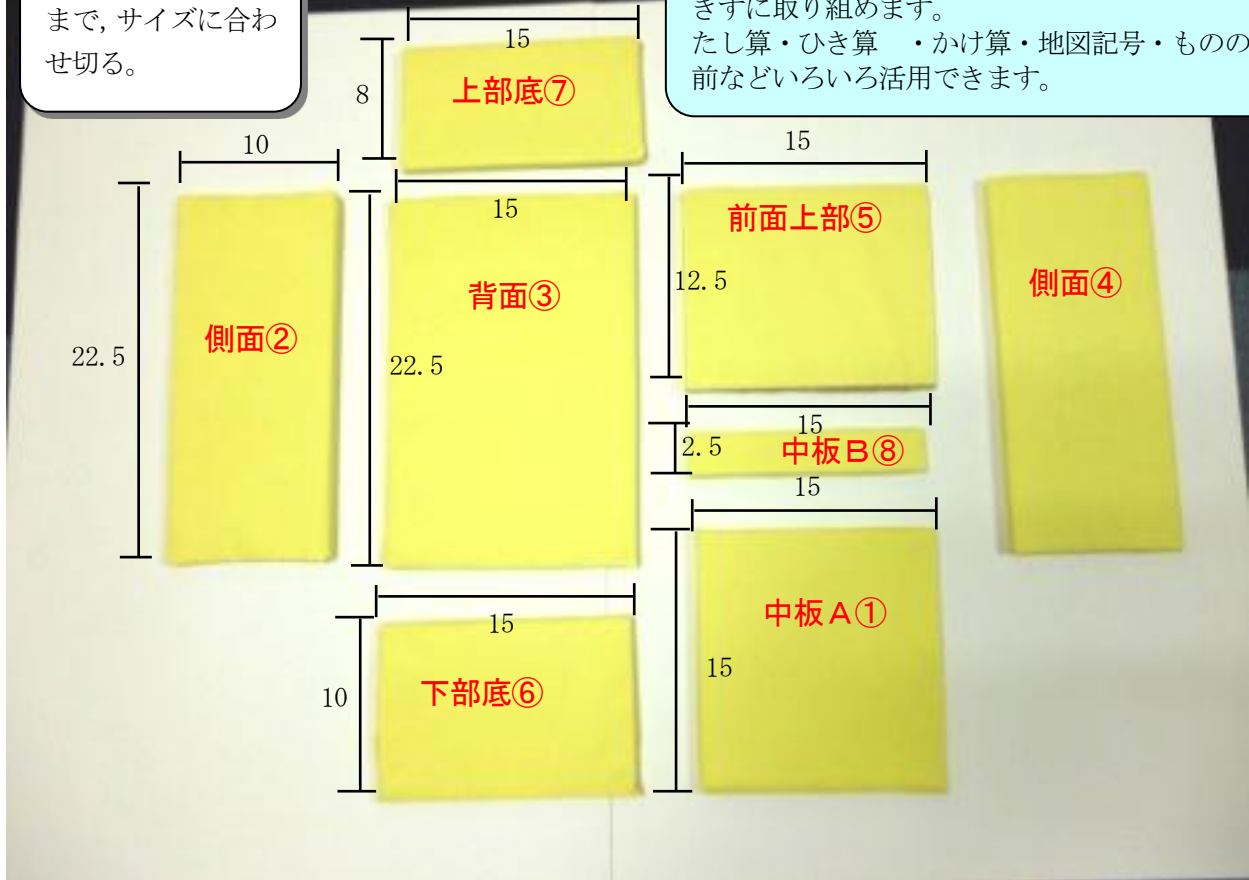 まで，サイズに合わ
せ切る。
きずに取り組めます。
たし算・ひき算　・かけ算・地図記号・ものの
前などいろいろ活用できます。
15
8
上部底⑦
10
22.5
側面②
15
22.5
背面③
15
12.5
前面上部⑤
側面④
15
2.5
中板Ｂ⑧
15
15
中板Ａ①
15
10
下部底⑥